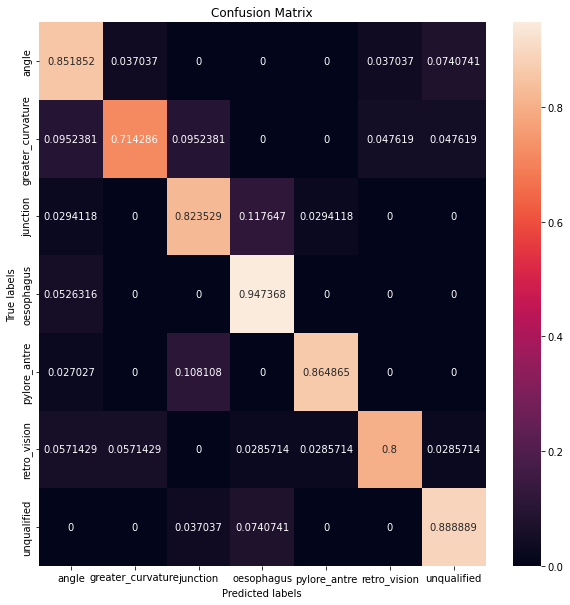 Confusion Matrix
True labels
angle 0.851852 0.037037 0 0 0 0.037037 0.0740741
greater_curvature 0.0952381 0.714286 0.0952381 0 0 0.047619 0.047619
junction 0.0294118 0 0.823529 0.117647 0.0294118 0 0
oesophagus 0.0526316 0 0 0.947368 0 0 0
pylore_antre 0.027027 0 0.108108 0 0.864865 0 0
retro_vision 0.0571429 0.0571429 0 0.0285714 0.0285714 0.8 0.0285714
unqualified 0 0 0.037037 0.0740741 0 0 0.888889
angle greater_curvature junction oesophagus pylore_antre retro_vision unqualified
Predicted labels
0.8
0.6
0.4
0.2
0.0